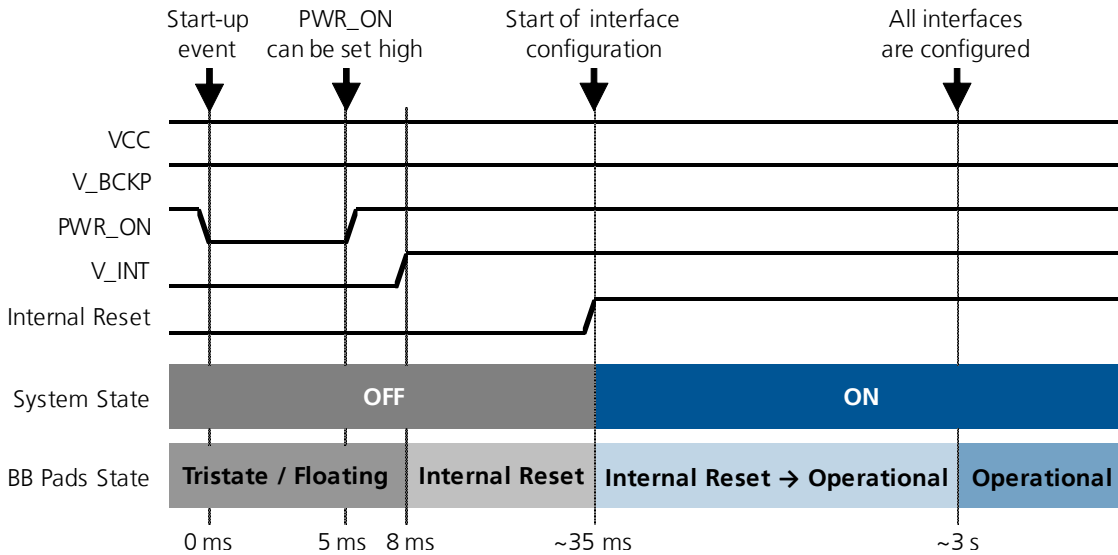 Start-up
event
PWR_ON
can be set high
Start of interface
configuration
All interfaces
are configured
VCC
V_BCKP
PWR_ON
V_INT
Internal Reset
System State
OFF
ON
BB Pads State
Tristate / Floating
Internal Reset
Internal Reset → Operational
Operational
0 ms
5 ms
8 ms
~35 ms
~3 s